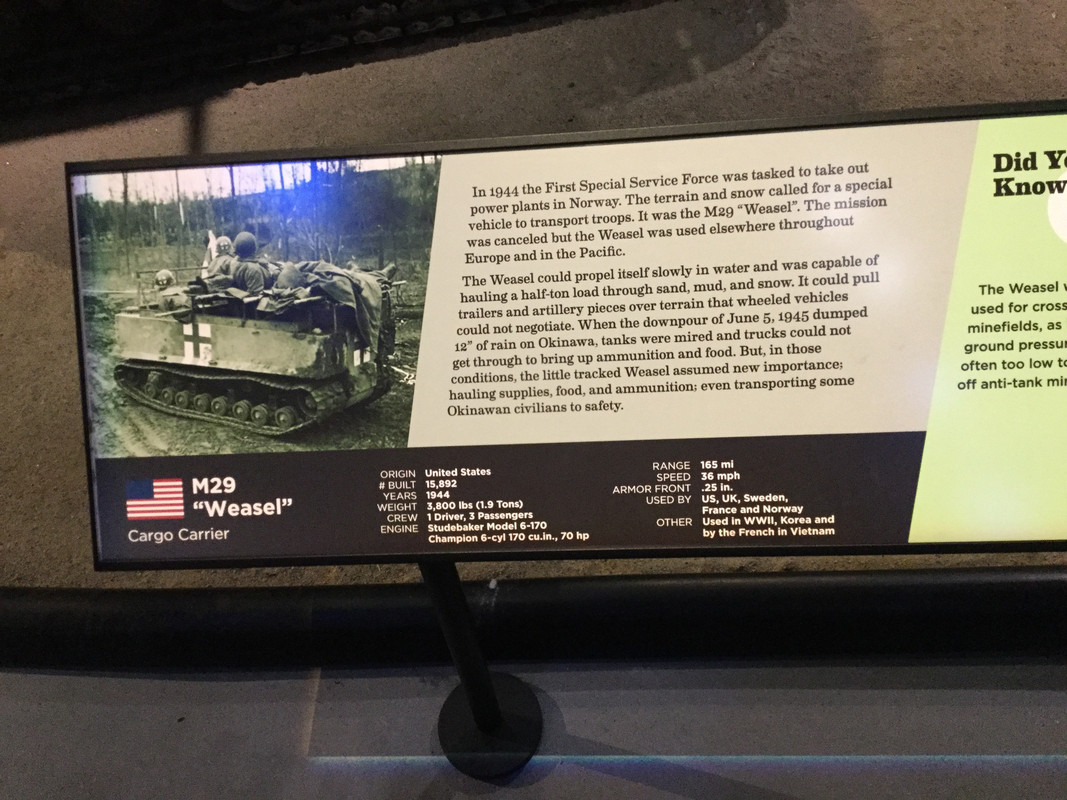 In 1944 the First Special Service Force was tasked to take out
power plants in Norway. The terrain and snow called for a special
vehicle to transport troops. It was the M29 “Weasel”. The mission
was canceled but the Weasel was used elsewhere throughout
Europe and in the Pacific.
The Weasel could propel itself slowly in water and was capable of
hauling a half-ton load through sand, mud, and snow. It could pull
trailers and artillery pieces over terrain that wheeled vehicles
could not negotiate. When the downpour of June 5, 1945 dumped
12” of rain on Okinawa, tanks were mired and trucks could not
get through to bring up ammunition and food. But, in those
conditions, the little tracked Weasel assumed new importance;
hauling supplies, food, and ammunition; even transporting some
Okinawan civilians to safety.
M29
“Weasel”
Cargo Carrier
ORIGIN United States
# BUILT 15,892
YEARS 1944
WEIGHT 3,800 lbs (1.9 Tons)
CREW 1 Driver, 3 Passengers
ENGINE Studebaker Model 6-170
Champion 6-cyl 170 cu.in., 70 hp
RANGE 165 mi
SPEED 36 mph
ARMOR FRONT .25 in.
USED BY US, UK, Sweden,
France and Norway
OTHER Used in WWII, Korea and
by the French in Vietnam
Did
Know
The Weasel
used for
minefields, as
ground
often too low
off anti-tank